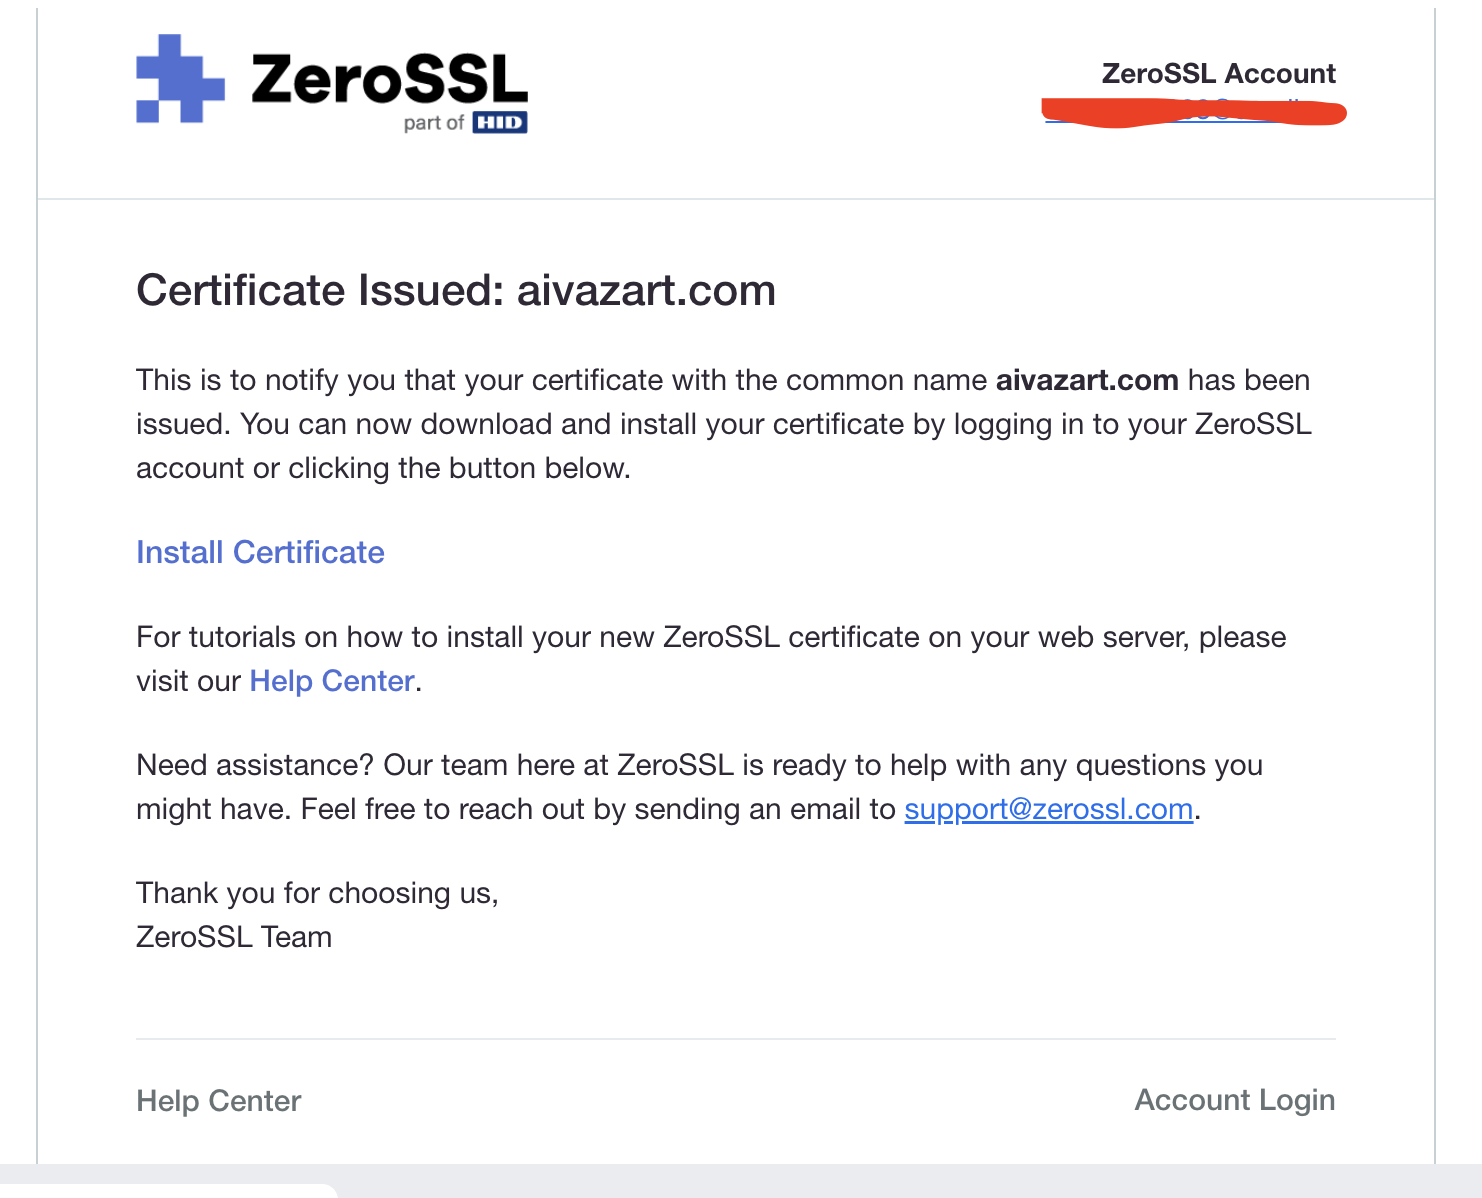 ZeroSSL
part of HID
ZeroSSL Account
Certificate Issued: aivazart.com
This is to notify you that your certificate with the common name aivazart.com has been
issued. You can now download and install your certificate by logging in to your ZeroSSL
account or clicking the button below.
Install Certificate
For tutorials on how to install your new ZeroSSL certificate on your web server, please
visit our Help Center.
Need assistance? Our team here at ZeroSSL is ready to help with any questions you
might have. Feel free to reach out by sending an email to support@zerossl.com.
Thank you for choosing us,
ZeroSSL Team
Help Center
Account Login